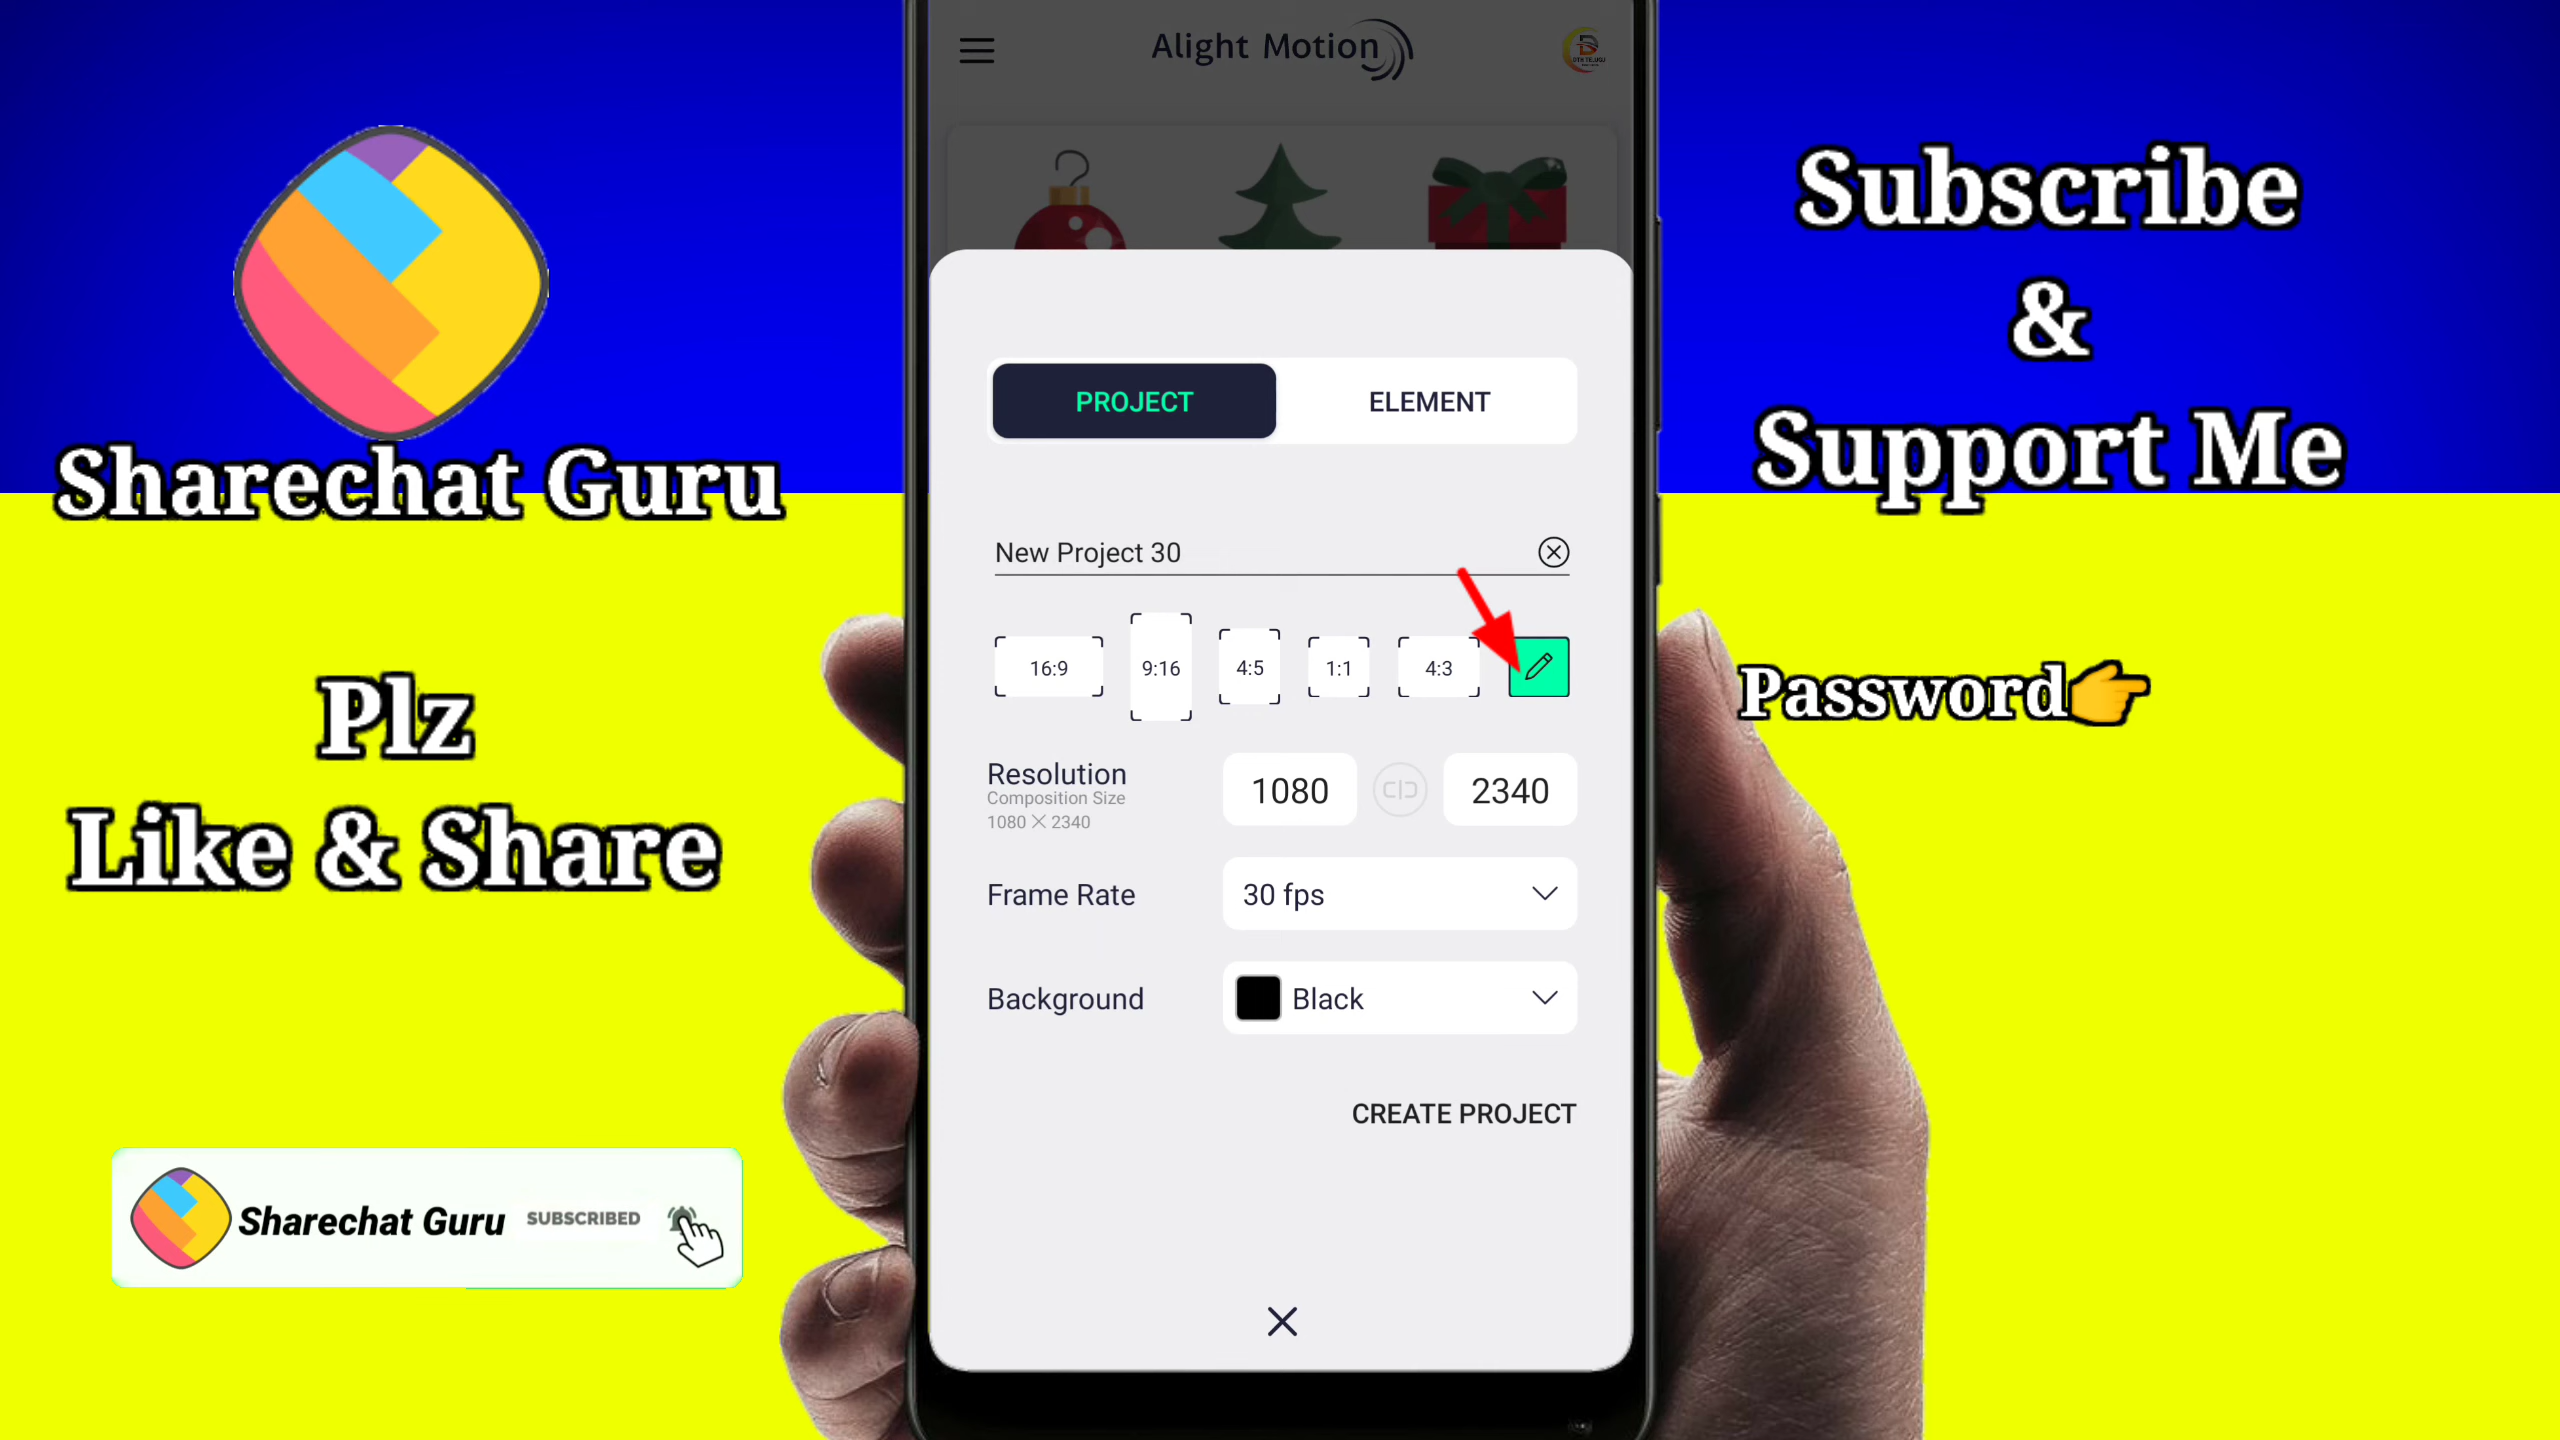 Alight Motion
Sharechat Guru
Plz
Like & Share
Sharechat Guru SUBSCRIBED
PROJECT ELEMENT
New Project 30
16:9 9:16 4:5 1:1 4:3
Resolution
Composition Size
1080 × 2340
1080 2340
Frame Rate 30 fps
Background Black
CREATE PROJECT
Subscribe
&
Support Me
Password👉